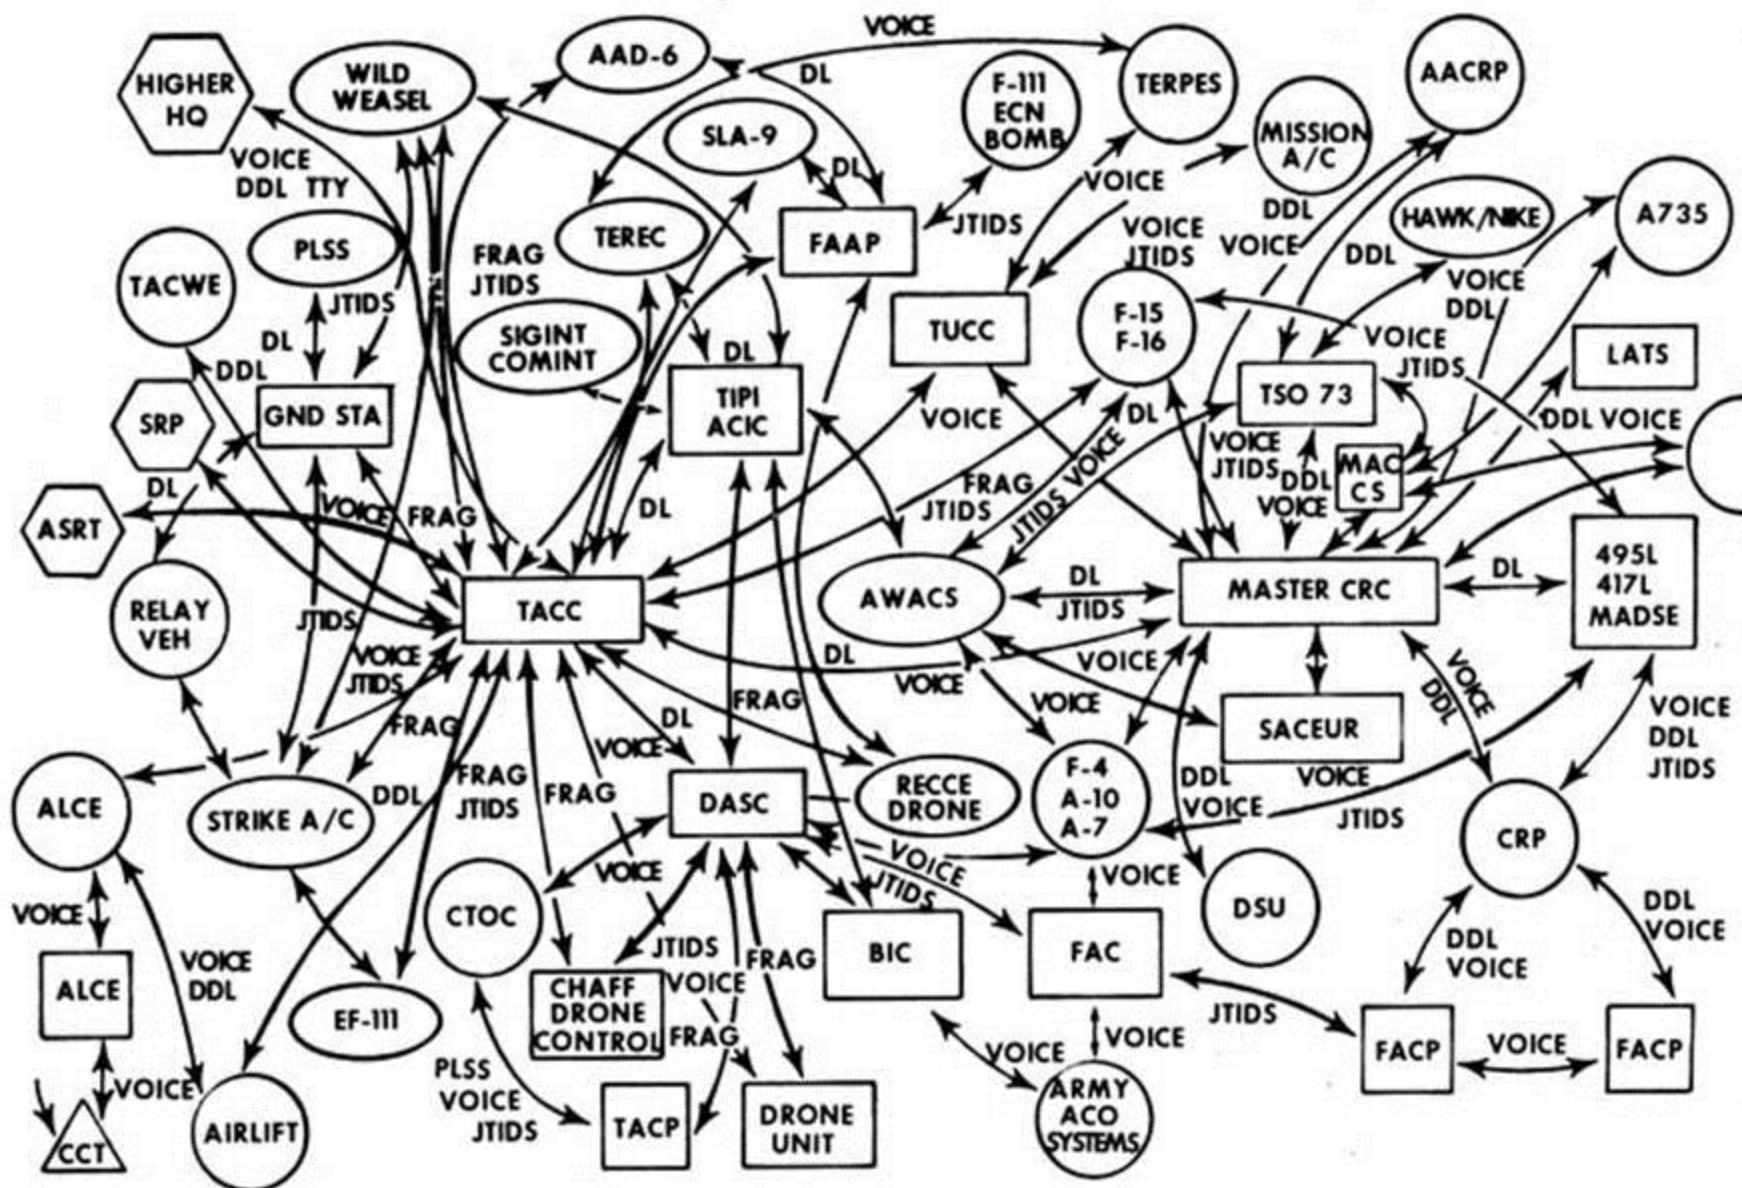 VOICE
HIGHER
HQ
WILD
WEASEL
AAD-6
DL
F-111
ECN
BOMB
TERPES
AACRP
MISSION
A/C
SLA-9
DL
VOICE
DDL TTY
VOICE
JTIDS
DDL
HAWK/NIKE
A735
PLSS
TEREC
FAAP
VOICE
JTIDS
VOICE
DDL
TACWE
FRAG
JTIDS
VOICE
DDL
JTIDS
SIGINT
COMINT
TUCC
F-15
F-16
VOICE
JTIDS
LATS
DL
DDL
DL
TIPI
ACIC
TSO 73
SRP
GND STA
VOICE
DL
DDL VOICE
VOICE
JTIDS
DDL
VOICE
MAC
CS
DL
ASRT
VOICE
FRAG
DL
FRAG
JTIDS
JTIDS VOICE
495L
417L
MADSE
RELAY
VEH
TACC
AWACS
DL
JTIDS
MASTER CRC
DL
JTIDS
VOICE
JTIDS
DL
VOICE
VOICE
VOICE
DDL
FRAG
FRAG
DL
VOICE
VOICE
SACEUR
VOICE
DDL
JTIDS
ALCE
STRIKE A/C
DDL
FRAG
JTIDS
FRAG
DASC
RECCE
DRONE
F-4
A-10
A-7
DDL
VOICE
VOICE
JTIDS
CRP
VOICE
VOICE
JTIDS
VOICE
DSU
DDL
VOICE
VOICE
CTOC
BIC
FAC
DDL
VOICE
VOICE
DDL
JTIDS
VOICE
FRAG
ALCE
EF-111
CHAFF
DRONE
CONTROL
FRAG
JTIDS
VOICE
VOICE
VOICE
FACP
FACP
PLSS
VOICE
JTIDS
VOICE
CCT
AIRLIFT
TACP
DRONE
UNIT
ARMY
ACO
SYSTEMS